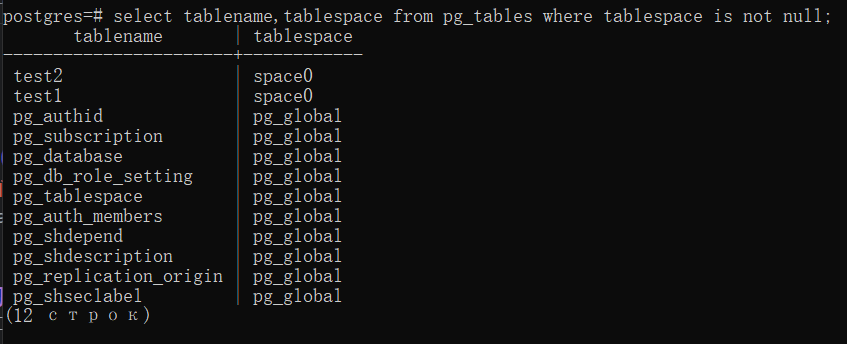 postgres=# select tablename,tablespace from pg_tables where tablespace is not null;
       tablename       | tablespace
-----------------------+------------
 test2                 | space0
 test1                 | space0
 pg_authid             | pg_global
 pg_subscription       | pg_global
 pg_database           | pg_global
 pg_db_role_setting    | pg_global
 pg_tablespace         | pg_global
 pg_auth_members       | pg_global
 pg_shdepend           | pg_global
 pg_shdescription      | pg_global
 pg_replication_origin | pg_global
 pg_shseclabel         | pg_global
(12 строк)